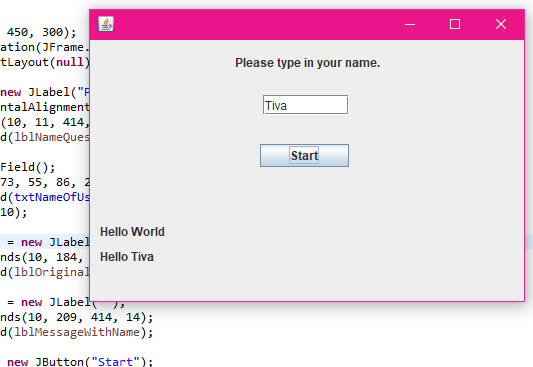 450, 300);
ation(JFrame.
tLayout(null)
new JLabel("P
ntalAlignment
(10, 11, 414,
d(lblNameQues
Field();
73, 55, 86, 2
d(txtNameOfUs
10);
= new JLabel
nds(10, 184,
d(lblOriginal
= new JLabel(" ");
nds(10, 209, 414, 14);
d(lblMessageWithName);
new JButton("Start");
Please type in your name.
Tiva
Start
Hello World
Hello Tiva